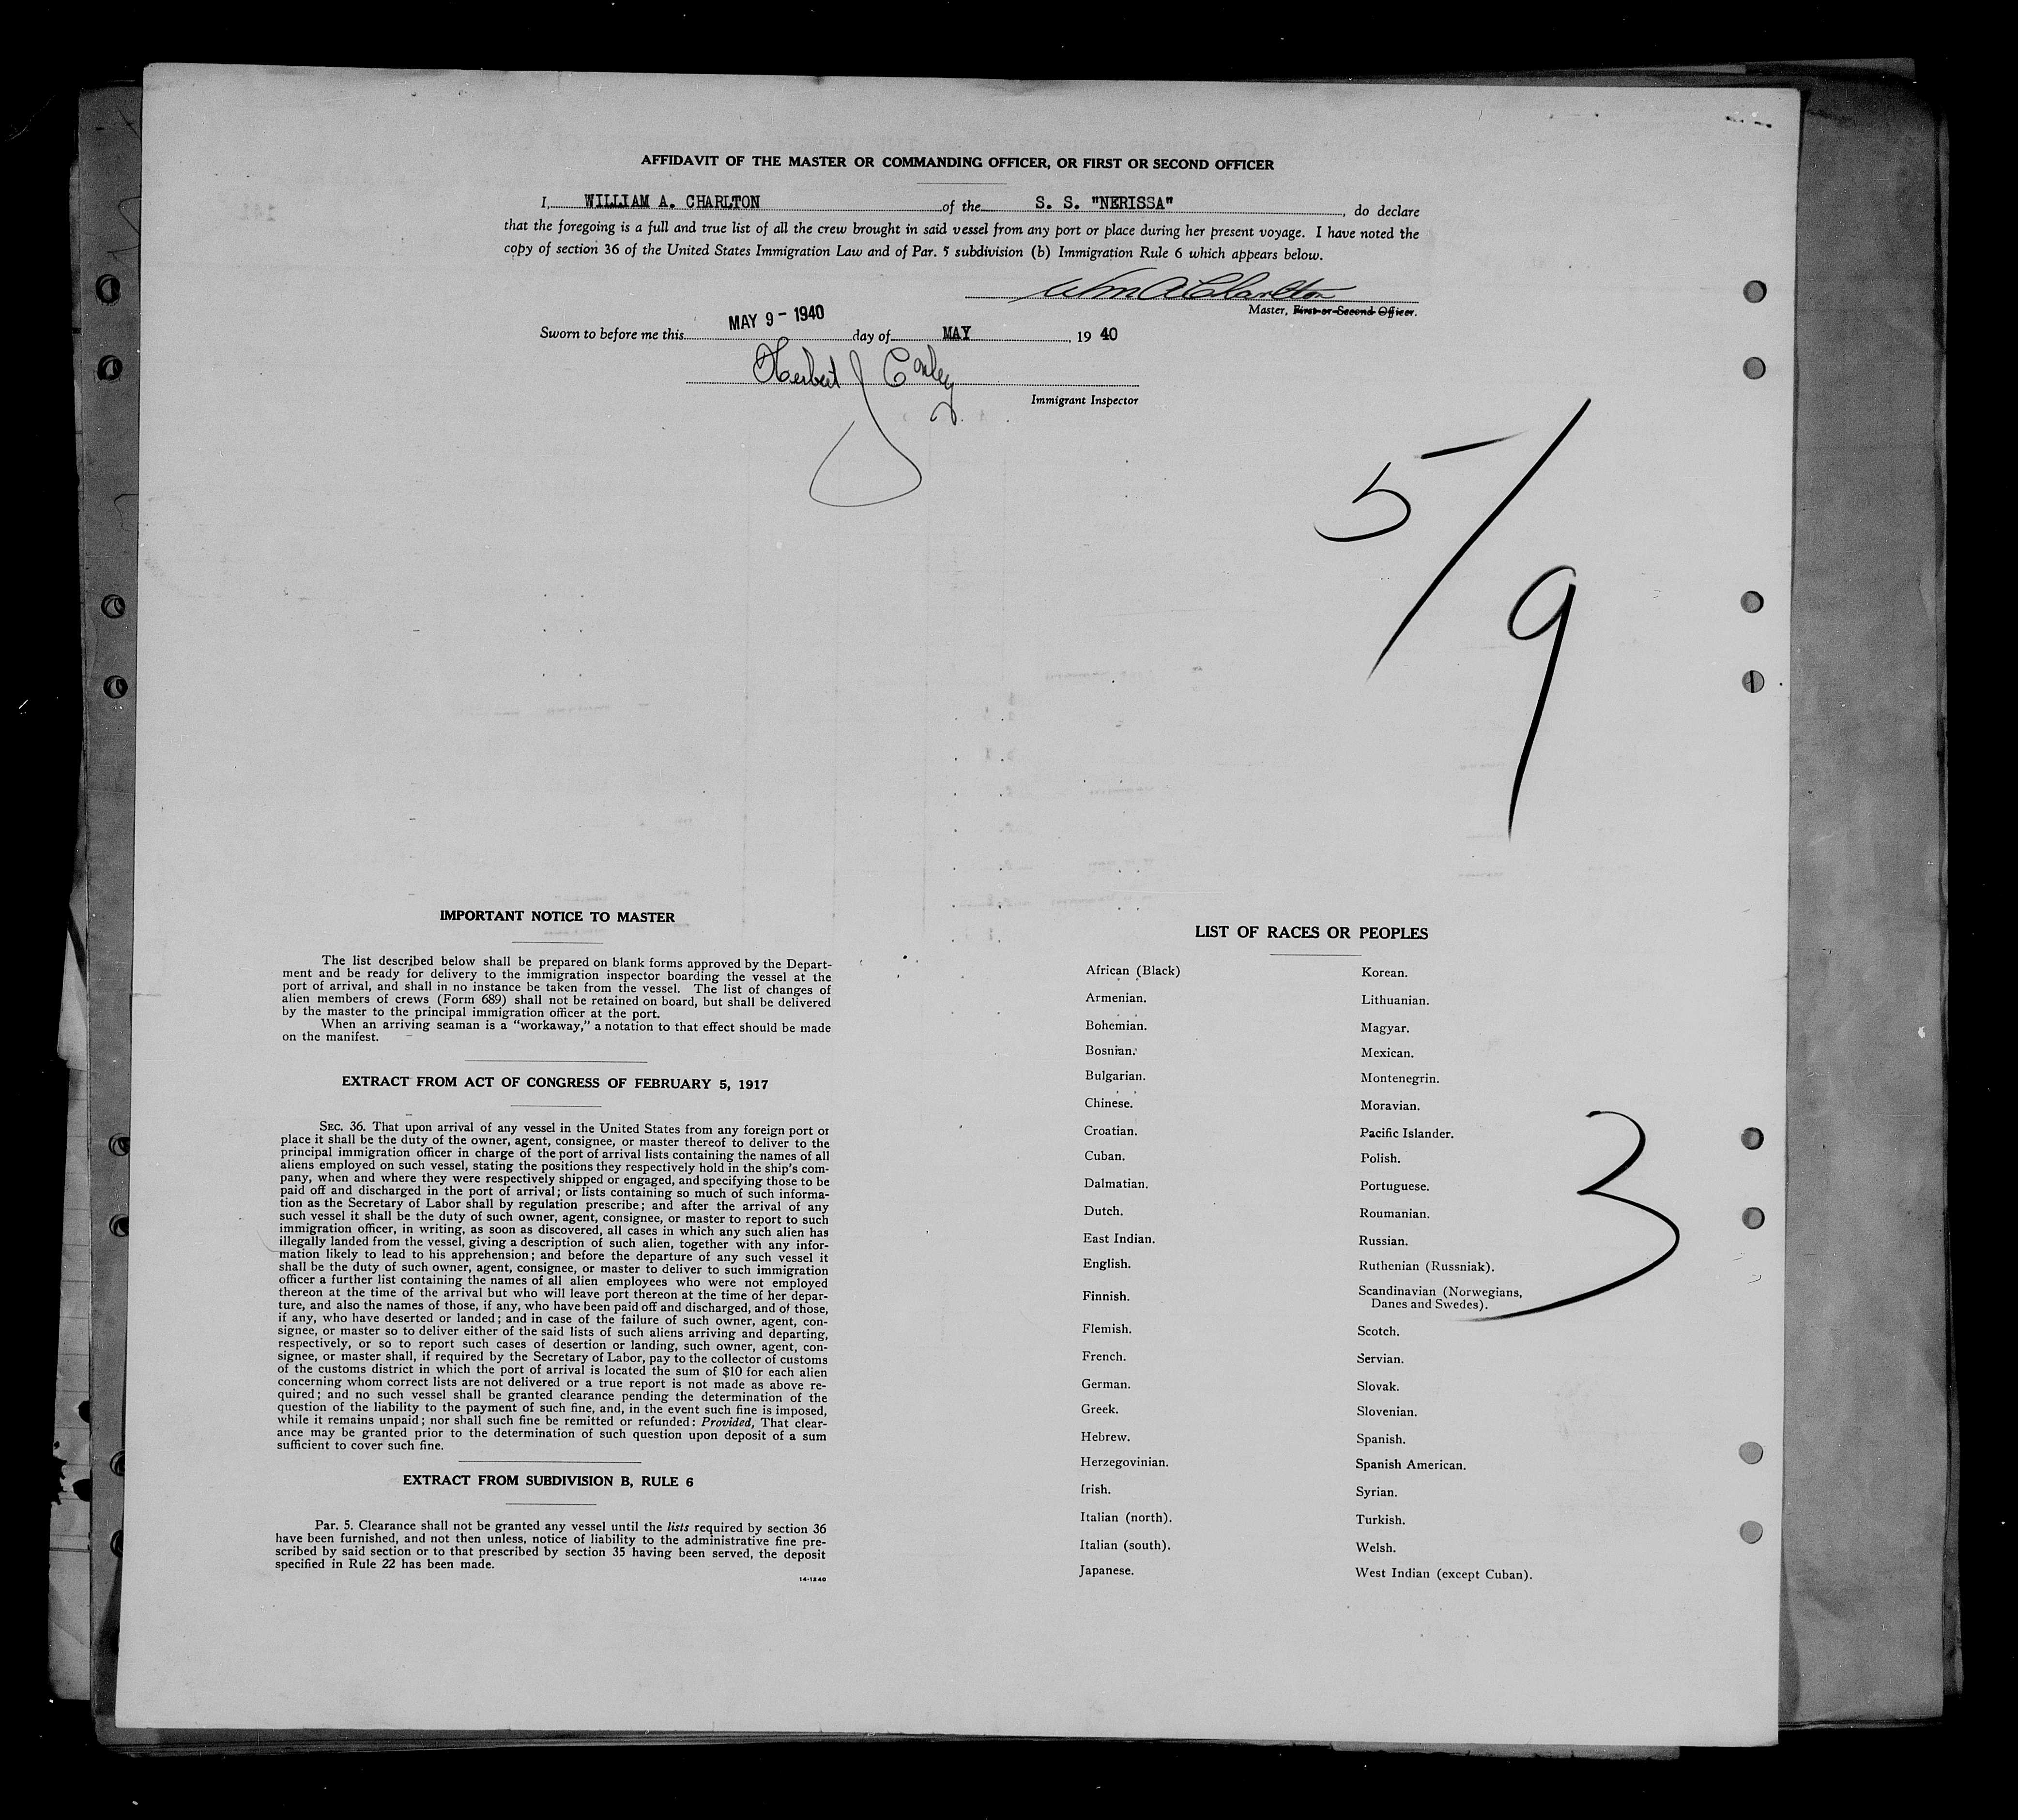 AFFIDAVIT OF THE MASTER OR COMMANDING OFFICER, OR FIRST OR SECOND OFFICER
I, WILLIAM A. CHARLTON of the S. S. "NERISSA", do declare
that the foregoing is a full and true list of all the crew brought in said vessel from any port or place during her present voyage. I have noted the
copy of section 36 of the United States Immigration Law and of Par. 5 subdivision (b) Immigration Rule 6 which appears below.
Wm A Charlton
Master, First or Second Officer.
MAY 9 - 1940
Sworn to before me this day of MAY, 19 40
Herbert J Conley
Immigrant Inspector
5/9
IMPORTANT NOTICE TO MASTER
The list described below shall be prepared on blank forms approved by the Depart-
ment and be ready for delivery to the immigration inspector boarding the vessel at the
port of arrival, and shall in no instance be taken from the vessel. The list of changes of
alien members of crews (Form 689) shall not be retained on board, but shall be delivered
by the master to the principal immigration officer at the port.
When an arriving seaman is a "workaway," a notation to that effect should be made
on the manifest.
EXTRACT FROM ACT OF CONGRESS OF FEBRUARY 5, 1917
SEC. 36. That upon arrival of any vessel in the United States from any foreign port or
place it shall be the duty of the owner, agent, consignee, or master thereof to deliver to the
principal immigration officer in charge of the port of arrival lists containing the names of all
aliens employed on such vessel, stating the positions they respectively hold in the ship's com-
pany, when and where they were respectively shipped or engaged, and specifying those to be
paid off and discharged in the port of arrival; or lists containing so much of such informa-
tion as the Secretary of Labor shall by regulation prescribe; and after the arrival of any
such vessel it shall be the duty of such owner, agent, consignee, or master to report to such
immigration officer, in writing, as soon as discovered, all cases in which any such alien has
illegally landed from the vessel, giving a description of such alien, together with any infor-
mation likely to lead to his apprehension; and before the departure of any such vessel it
shall be the duty of such owner, agent, consignee, or master to deliver to such immigration
officer a further list containing the names of all alien employees who were not employed
thereon at the time of the arrival but who will leave port thereon at the time of her depar-
ture, and also the names of those, if any, who have been paid off and discharged, and of those,
if any, who have deserted or landed; and in case of the failure of such owner, agent, con-
signee, or master so to deliver either of the said lists of such aliens arriving and departing,
respectively, or so to report such cases of desertion or landing, such owner, agent, con-
signee, or master shall, if required by the Secretary of Labor, pay to the collector of customs
of the customs district in which the port of arrival is located the sum of $10 for each alien
concerning whom correct lists are not delivered or a true report is not made as above re-
quired; and no such vessel shall be granted clearance pending the determination of the
question of the liability to the payment of such fine, and, in the event such fine is imposed,
while it remains unpaid; nor shall such fine be remitted or refunded: Provided, That clear-
ance may be granted prior to the determination of such question upon deposit of a sum
sufficient to cover such fine.
EXTRACT FROM SUBDIVISION B, RULE 6
Par. 5. Clearance shall not be granted any vessel until the lists required by section 36
have been furnished, and not then unless, notice of liability to the administrative fine pre-
scribed by said section or to that prescribed by section 35 having been served, the deposit
specified in Rule 22 has been made.
14-1240
LIST OF RACES OR PEOPLES
African (Black)
Armenian.
Bohemian.
Bosnian.
Bulgarian.
Chinese.
Croatian.
Cuban.
Dalmatian.
Dutch.
East Indian.
English.
Finnish.
Flemish.
French.
German.
Greek.
Hebrew.
Herzegovinian.
Irish.
Italian (north).
Italian (south).
Japanese.
Korean.
Lithuanian.
Magyar.
Mexican.
Montenegrin.
Moravian.
Pacific Islander.
Polish.
Portuguese.
Roumanian.
Russian.
Ruthenian (Russniak).
Scandinavian (Norwegians,
Danes and Swedes).
Scotch.
Servian.
Slovak.
Slovenian.
Spanish.
Spanish American.
Syrian.
Turkish.
Welsh.
West Indian (except Cuban).
3